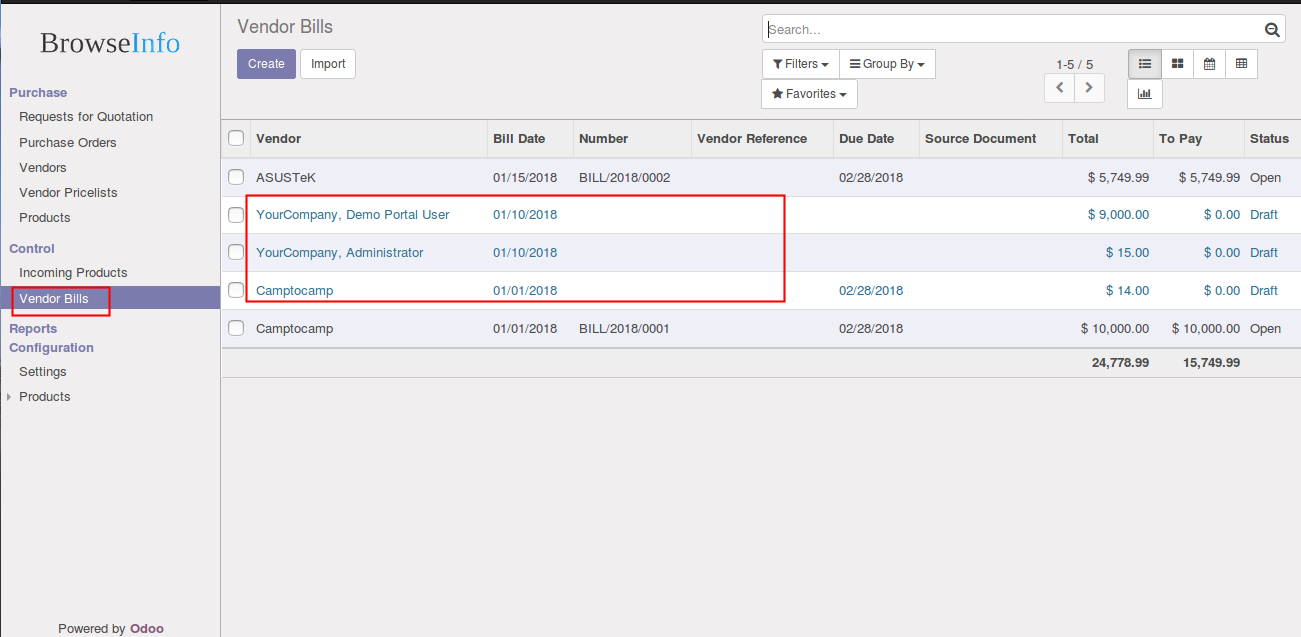 BrowseInfo
Purchase
Requests for Quotation
Purchase Orders
Vendors
Vendor Pricelists
Products
Control
Incoming Products
Vendor Bills
Reports
Configuration
Settings
Products
Powered by Odoo
Vendor Bills
Search...
Create Import
Filters Group By
Favorites
1-5 / 5
Vendor Bill Date Number Vendor Reference Due Date Source Document Total To Pay Status
ASUSTeK 01/15/2018 BILL/2018/0002 02/28/2018 $ 5,749.99 $ 5,749.99 Open
YourCompany, Demo Portal User 01/10/2018 $ 9,000.00 $ 0.00 Draft
YourCompany, Administrator 01/10/2018 $ 15.00 $ 0.00 Draft
Camptocamp 01/01/2018 02/28/2018 $ 14.00 $ 0.00 Draft
Camptocamp 01/01/2018 BILL/2018/0001 02/28/2018 $ 10,000.00 $ 10,000.00 Open
24,778.99 15,749.99